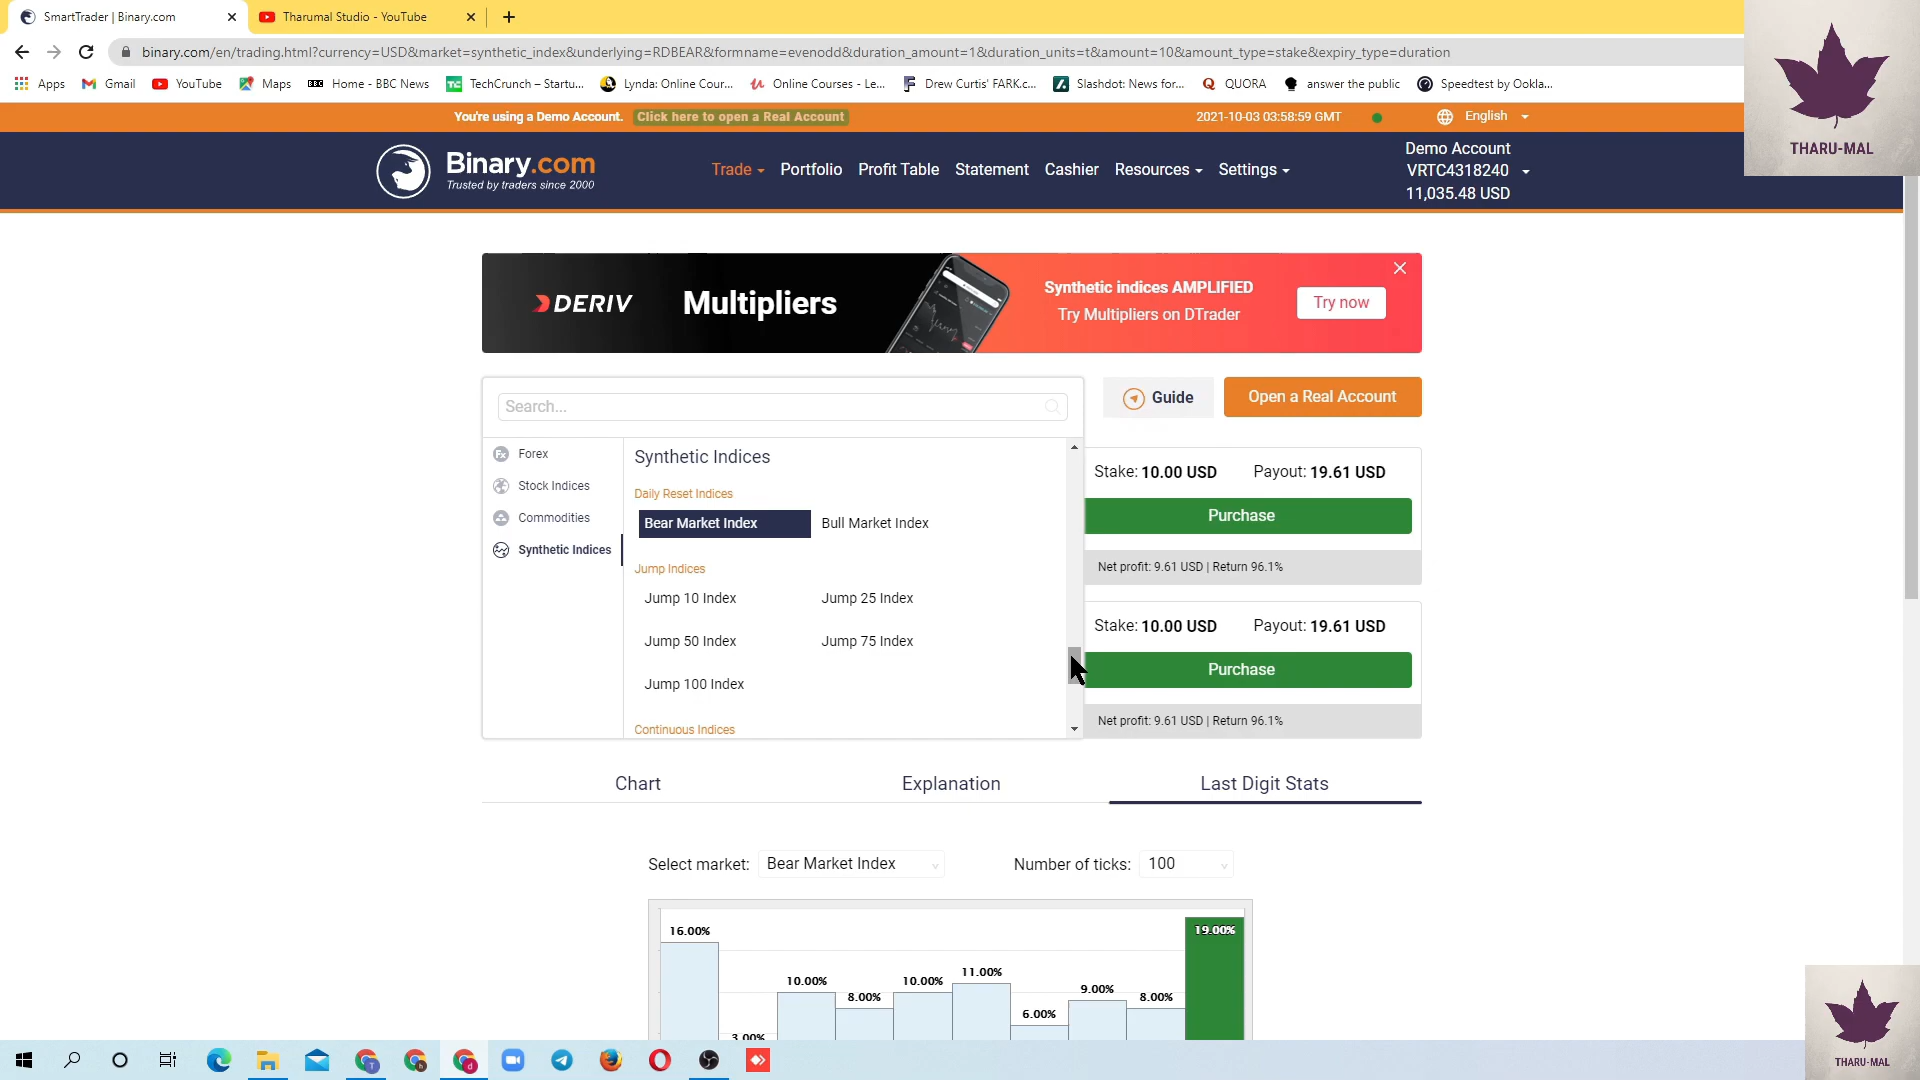 SmartTrader | Binary.com
Tharumal Studio - YouTube
binary.com/en/trading.html?currency=USD&market=synthetic_index&underlying=RDBEAR&formname=evenodd&duration_amount=1&duration_units=t&amount=10&amount_type=stake&expiry_type=duration
Apps Gmail YouTube Maps BBC Home - BBC News TC TechCrunch – Startu... Lynda: Online Cour... Online Courses - Le... Drew Curtis' FARK.c... Slashdot: News for... QUORA answer the public Speedtest by Ookla...
You're using a Demo Account. Click here to open a Real Account 2021-10-03 03:58:59 GMT English
THARU-MAL
Binary.com
Trusted by traders since 2000
Trade Portfolio Profit Table Statement Cashier Resources Settings
Demo Account
VRTC4318240
11,035.48 USD
DERIV Multipliers
Synthetic indices AMPLIFIED
Try Multipliers on DTrader
Try now
Search...
Guide
Open a Real Account
Fx Forex
Stock Indices
Commodities
Synthetic Indices
Synthetic Indices
Daily Reset Indices
Bear Market Index Bull Market Index
Jump Indices
Jump 10 Index Jump 25 Index
Jump 50 Index Jump 75 Index
Jump 100 Index
Continuous Indices
Stake: 10.00 USD Payout: 19.61 USD
Purchase
Net profit: 9.61 USD | Return 96.1%
Stake: 10.00 USD Payout: 19.61 USD
Purchase
Net profit: 9.61 USD | Return 96.1%
Chart Explanation Last Digit Stats
Select market: Bear Market Index Number of ticks: 100
16.00% 3.00% 10.00% 8.00% 10.00% 11.00% 6.00% 9.00% 8.00% 19.00%
THARU-MAL